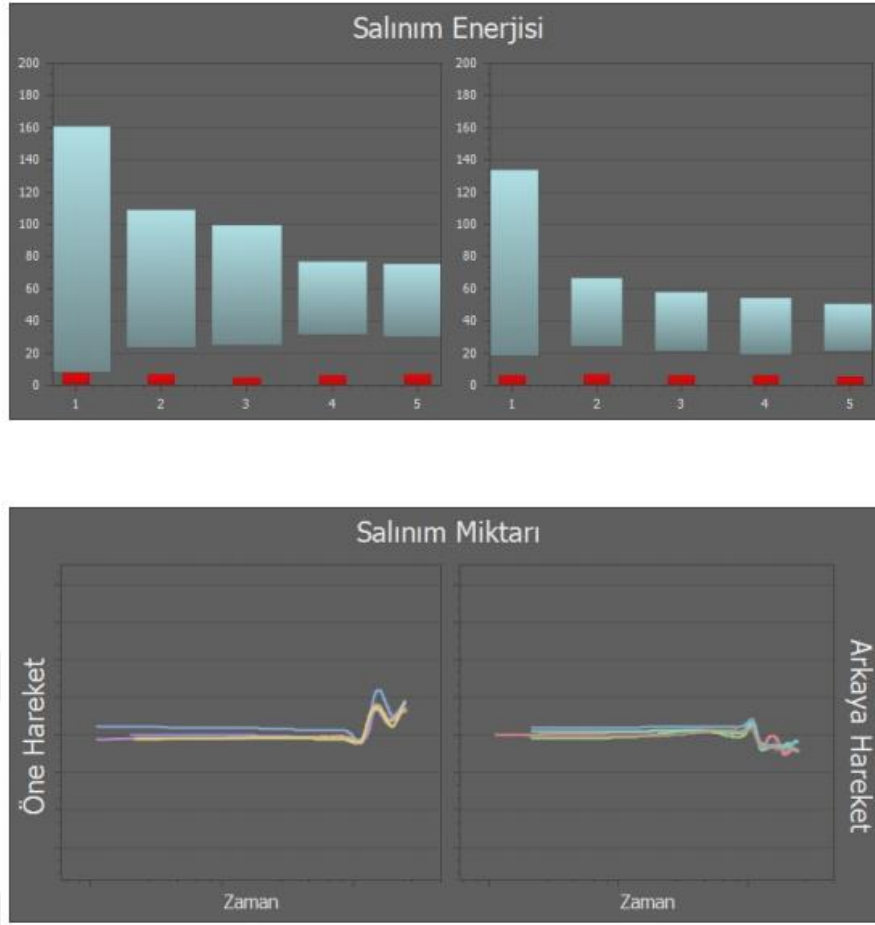 Salınım Enerjisi
200 200
180 180
160 160
140 140
120 120
100 100
80 80
60 60
40 40
20 20
0 0
1 2 3 4 5 1 2 3 4 5
Salınım Miktarı
Öne Hareket
Arkaya Hareket
Zaman Zaman